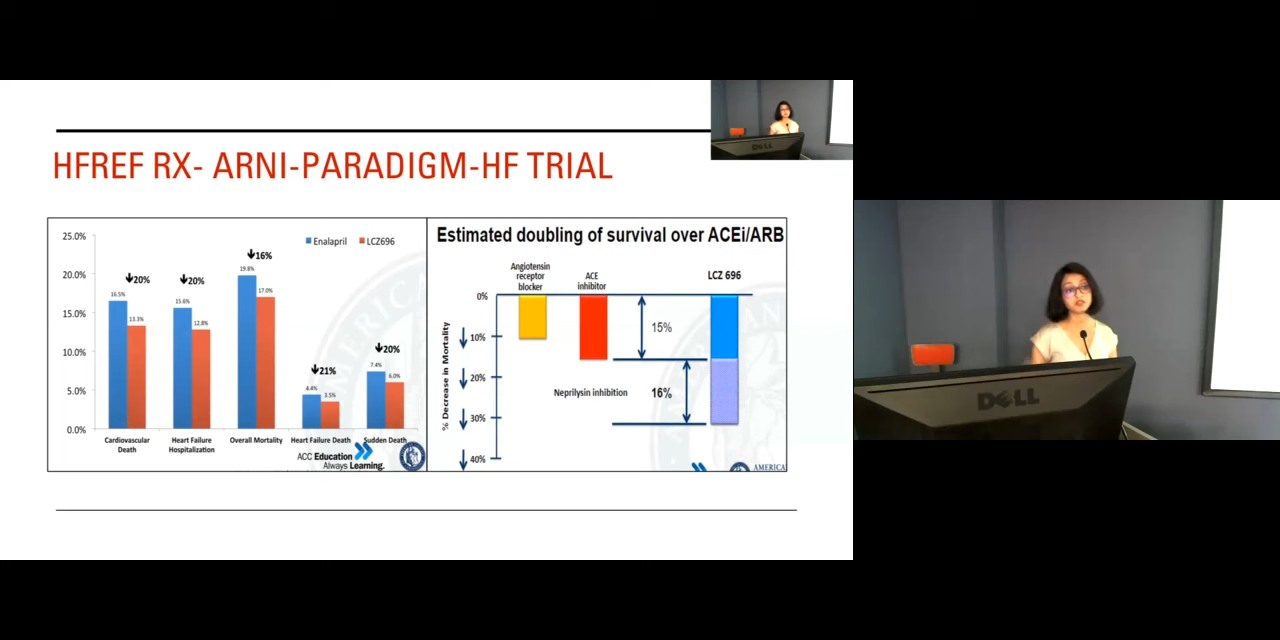 HFREF RX- ARNI-PARADIGM-HF TRIAL
25.0%
20.0%
15.0%
10.0%
5.0%
0.0%
Enalapril
LCZ696
↓20%
16.5%
13.3%
↓20%
15.6%
12.8%
↓16%
19.8%
17.0%
↓21%
4.4%
3.5%
↓20%
7.4%
6.0%
Cardiovascular
Death
Heart Failure
Hospitalization
Overall Mortality
Heart Failure Death
Sudden Death
ACC Education
Always Learning.
Estimated doubling of survival over ACEi/ARB
Angiotensin
receptor
blocker
ACE
inhibitor
LCZ 696
% Decrease in Mortality
0%
10%
20%
30%
40%
15%
Neprilysin inhibition
16%
AMERICA
DELL
DELL